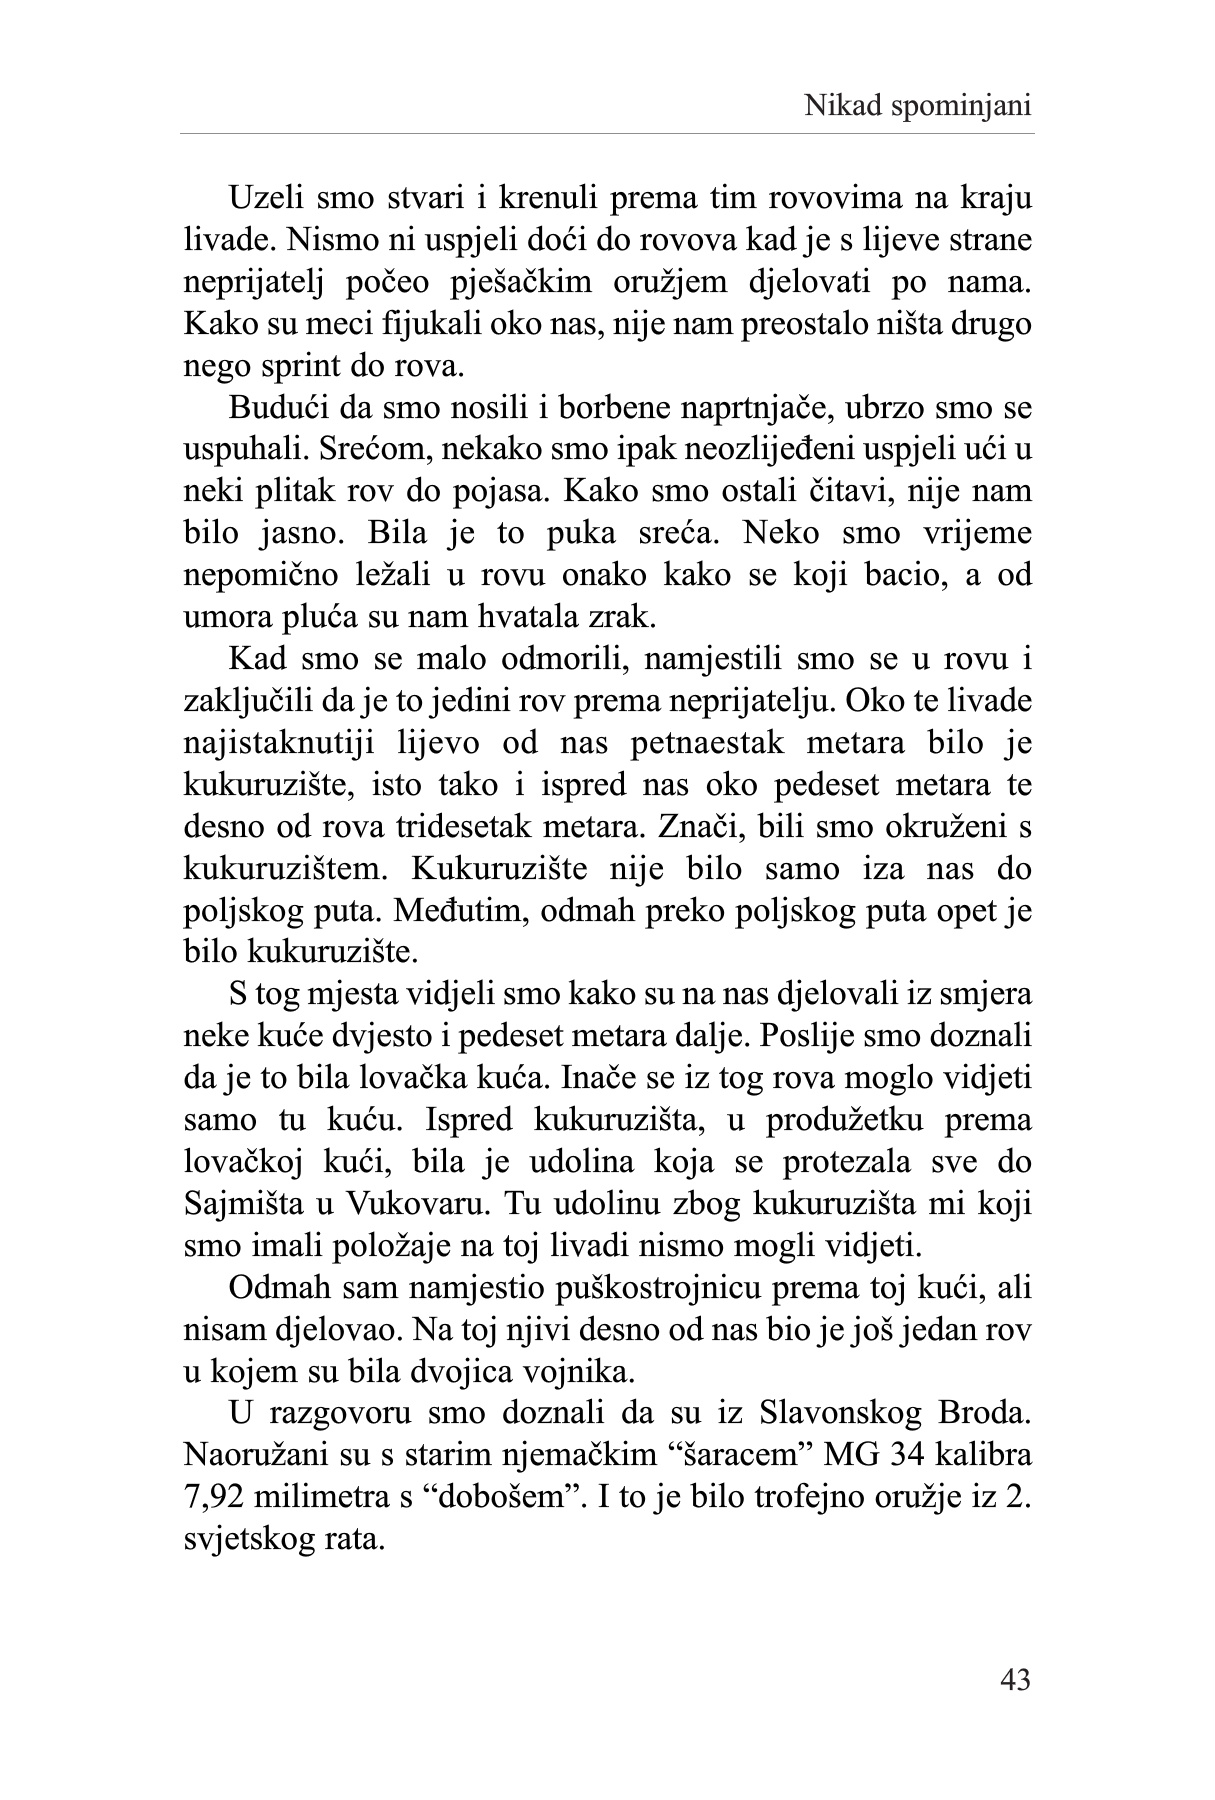 Nikad spominjani
Uzeli smo stvari i krenuli prema tim rovovima na kraju
livade. Nismo ni uspjeli doći do rovova kad je s lijeve strane
neprijatelj počeo pješačkim oružjem djelovati po nama.
Kako su meci fijukali oko nas, nije nam preostalo ništa drugo
nego sprint do rova.
Budući da smo nosili i borbene naprtnjače, ubrzo smo se
uspuhali. Srećom, nekako smo ipak neozlijeđeni uspjeli ući u
neki plitak rov do pojasa. Kako smo ostali čitavi, nije nam
bilo jasno. Bila je to puka sreća. Neko smo vrijeme
nepomično ležali u rovu onako kako se koji bacio, a od
umora pluća su nam hvatala zrak.
Kad smo se malo odmorili, namjestili smo se u rovu i
zaključili da je to jedini rov prema neprijatelju. Oko te livade
najistaknutiji lijevo od nas petnaestak metara bilo je
kukuruzište, isto tako i ispred nas oko pedeset metara te
desno od rova tridesetak metara. Znači, bili smo okruženi s
kukuruzištem. Kukuruzište nije bilo samo iza nas do
poljskog puta. Međutim, odmah preko poljskog puta opet je
bilo kukuruzište.
S tog mjesta vidjeli smo kako su na nas djelovali iz smjera
neke kuće dvjesto i pedeset metara dalje. Poslije smo doznali
da je to bila lovačka kuća. Inače se iz tog rova moglo vidjeti
samo tu kuću. Ispred kukuruzišta, u produžetku prema
lovačkoj kući, bila je udolina koja se protezala sve do
Sajmišta u Vukovaru. Tu udolinu zbog kukuruzišta mi koji
smo imali položaje na toj livadi nismo mogli vidjeti.
Odmah sam namjestio puškostrojnicu prema toj kući, ali
nisam djelovao. Na toj njivi desno od nas bio je još jedan rov
u kojem su bila dvojica vojnika.
U razgovoru smo doznali da su iz Slavonskog Broda.
Naoružani su s starim njemačkim “šaracem” MG 34 kalibra
7,92 milimetra s “dobošem”. I to je bilo trofejno oružje iz 2.
svjetskog rata.
43